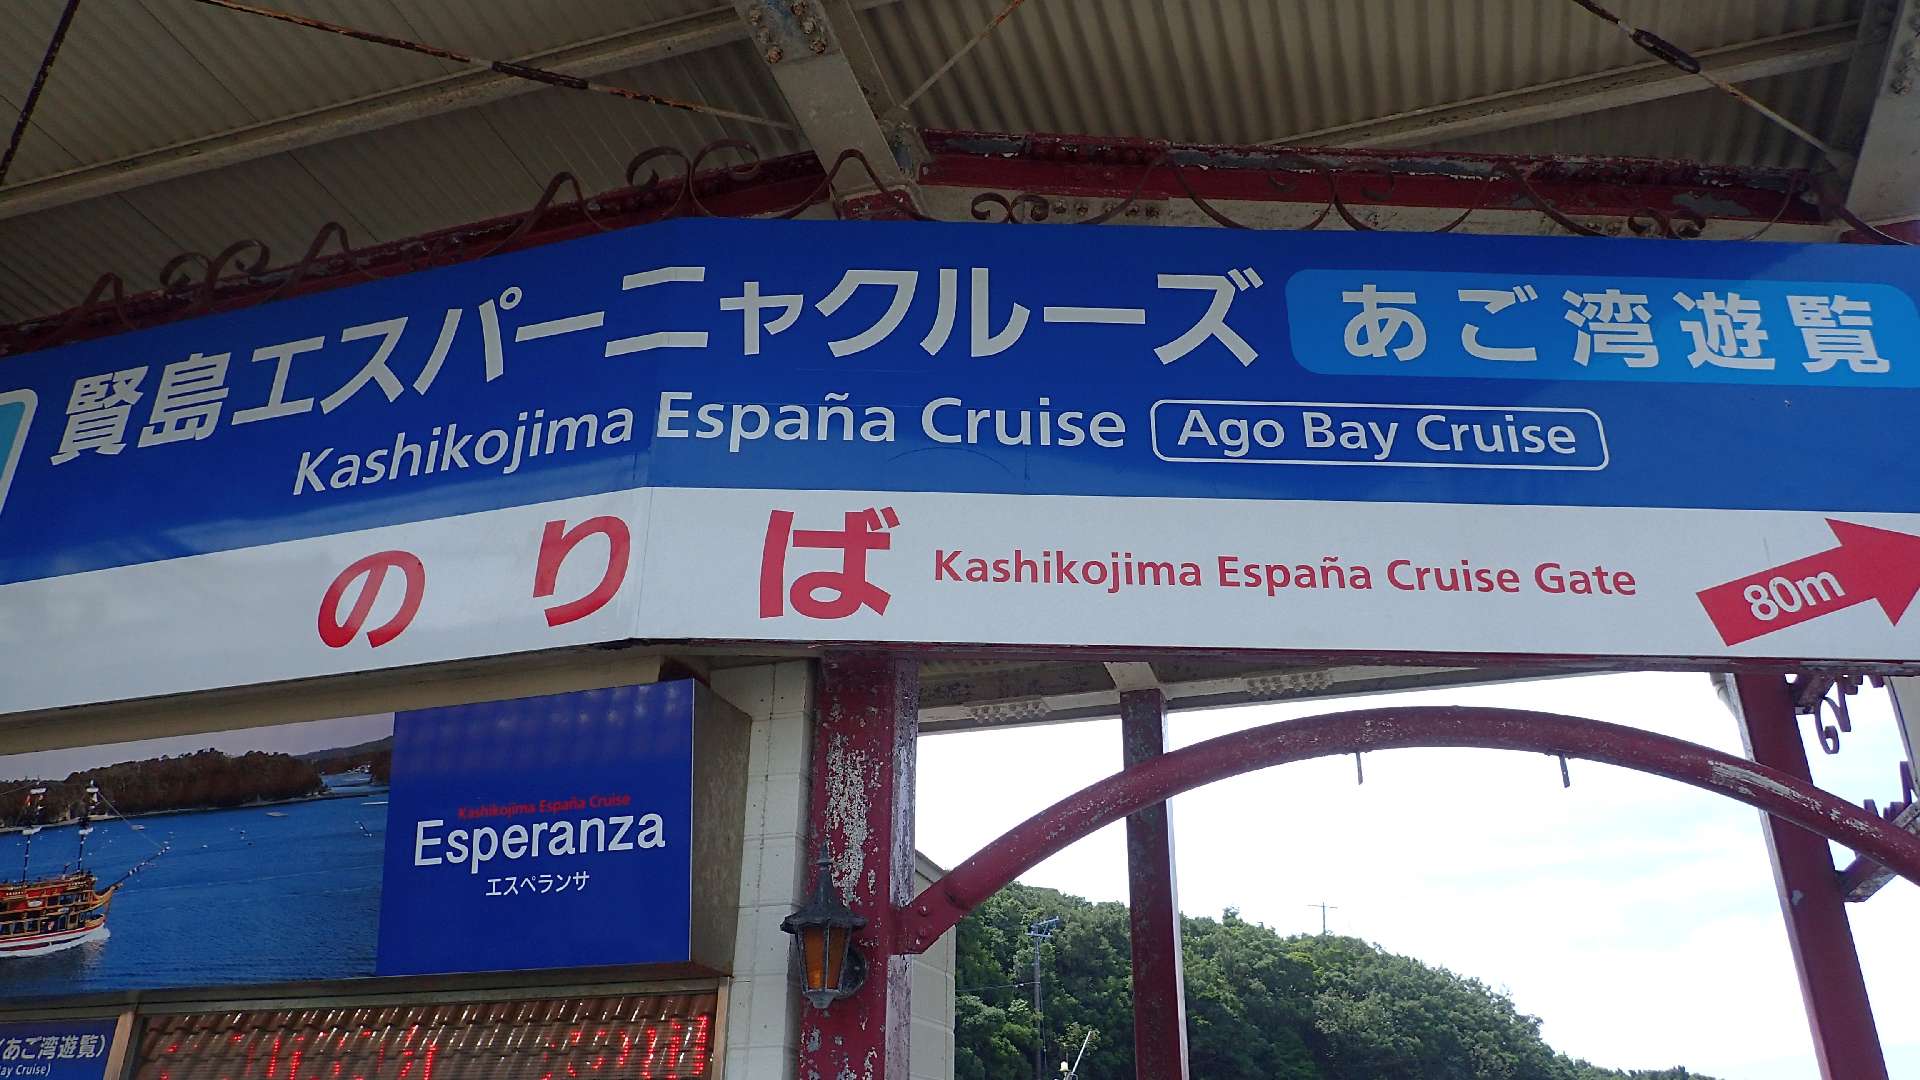 賢島エスパーニャクルーズ あご湾遊覧
Kashikojima España Cruise Ago Bay Cruise
のりば Kashikojima España Cruise Gate 80m
Kashikojima España Cruise
Esperanza
エスペランサ
(あご湾遊覧)
ay Cruise)